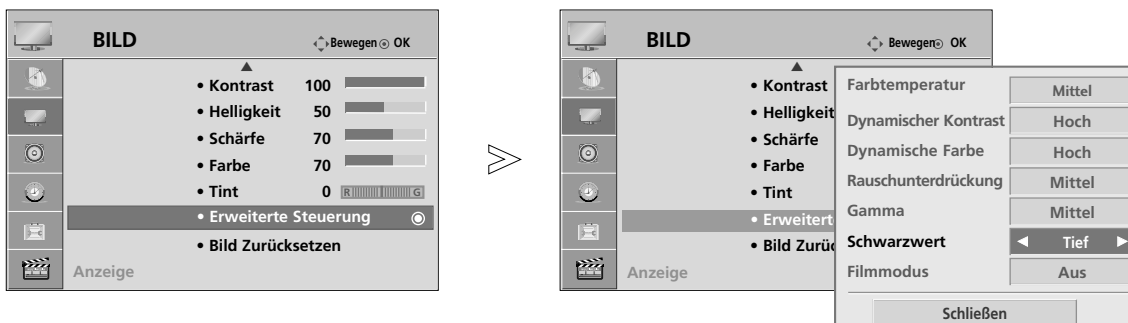 BILD Bewegen OK
• Kontrast 100
• Helligkeit 50
• Schärfe 70
• Farbe 70
• Tint 0 R G
• Erweiterte Steuerung
• Bild Zurücksetzen
Anzeige
BILD Bewegen OK
• Kontrast
• Helligkeit
• Schärfe
• Farbe
• Tint
• Erweitert
• Bild Zurüc
Anzeige
Farbtemperatur Mittel
Dynamischer Kontrast Hoch
Dynamische Farbe Hoch
Rauschunterdrückung Mittel
Gamma Mittel
Schwarzwert ◀ Tief ▶
Filmmodus Aus
Schließen